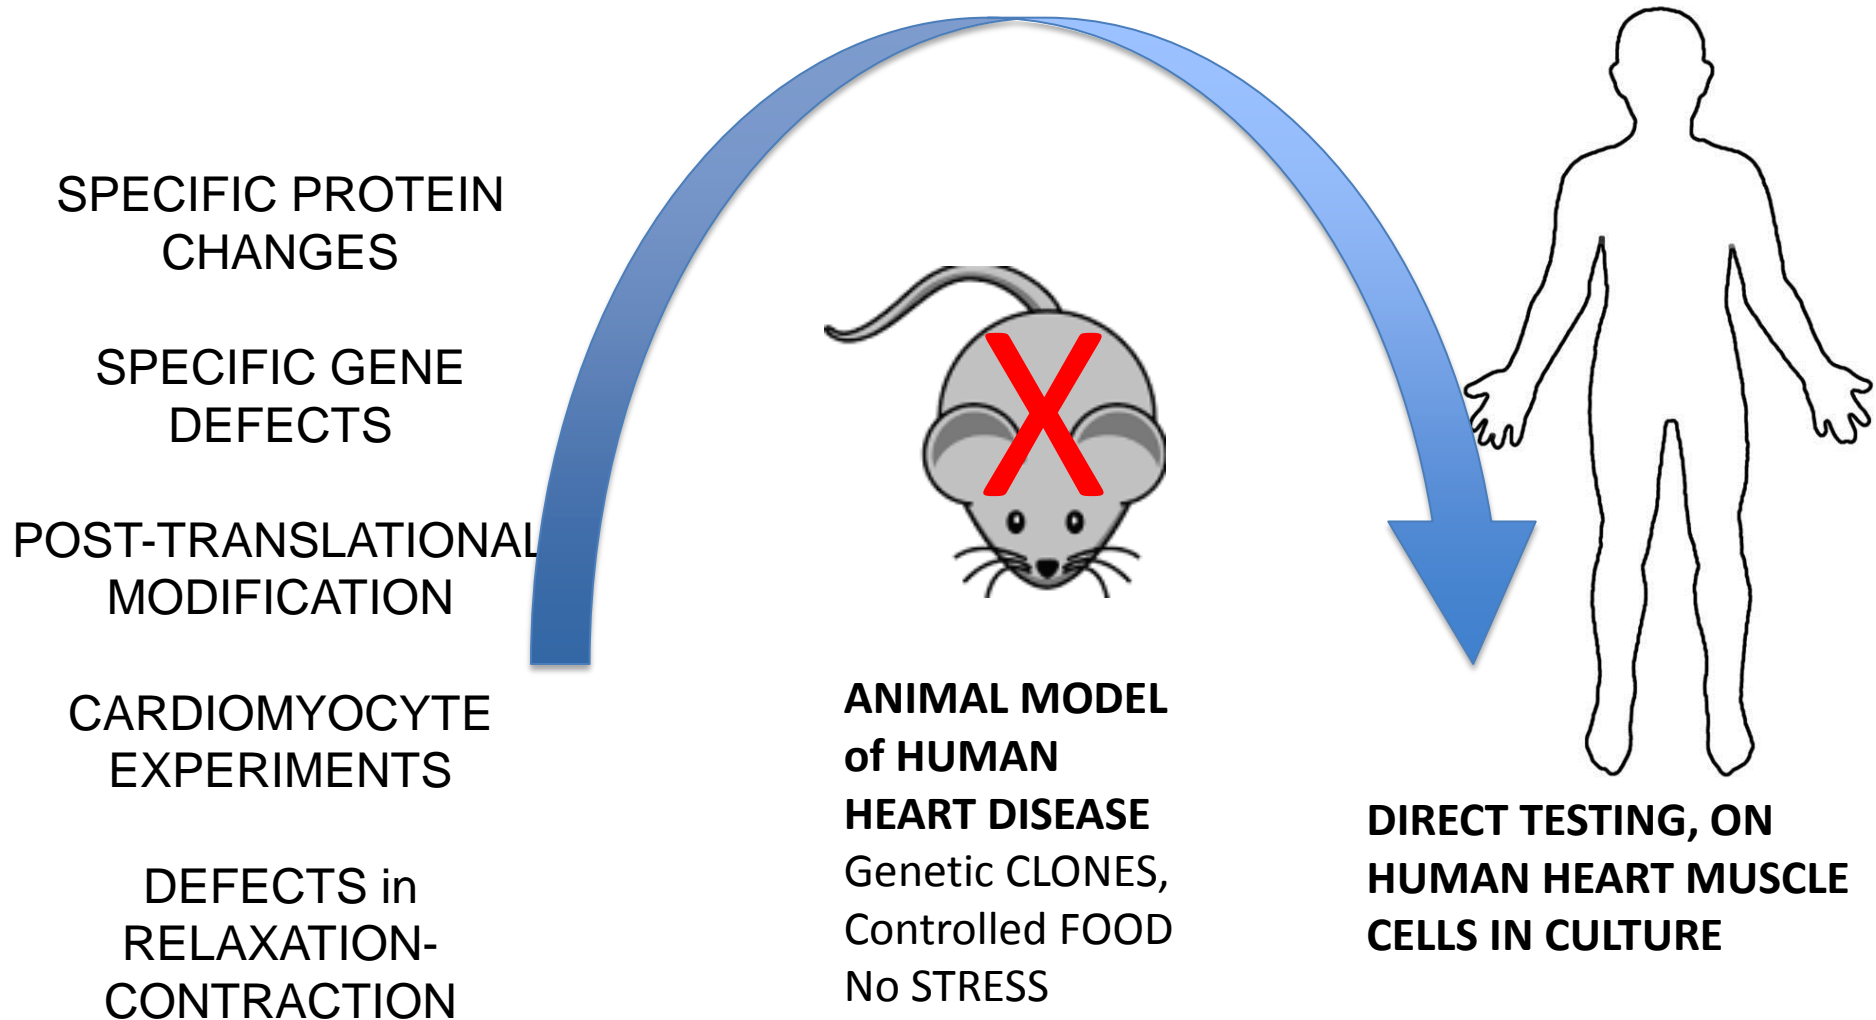 SPECIFIC PROTEIN
CHANGES
SPECIFIC GENE
DEFECTS
POST-TRANSLATIONAL
MODIFICATION
CARDIOMYOCYTE
EXPERIMENTS
DEFECTS in
RELAXATION-
CONTRACTION
X
ANIMAL MODEL
of HUMAN
HEART DISEASE
Genetic CLONES,
Controlled FOOD
No STRESS
DIRECT TESTING, ON
HUMAN HEART MUSCLE
CELLS IN CULTURE